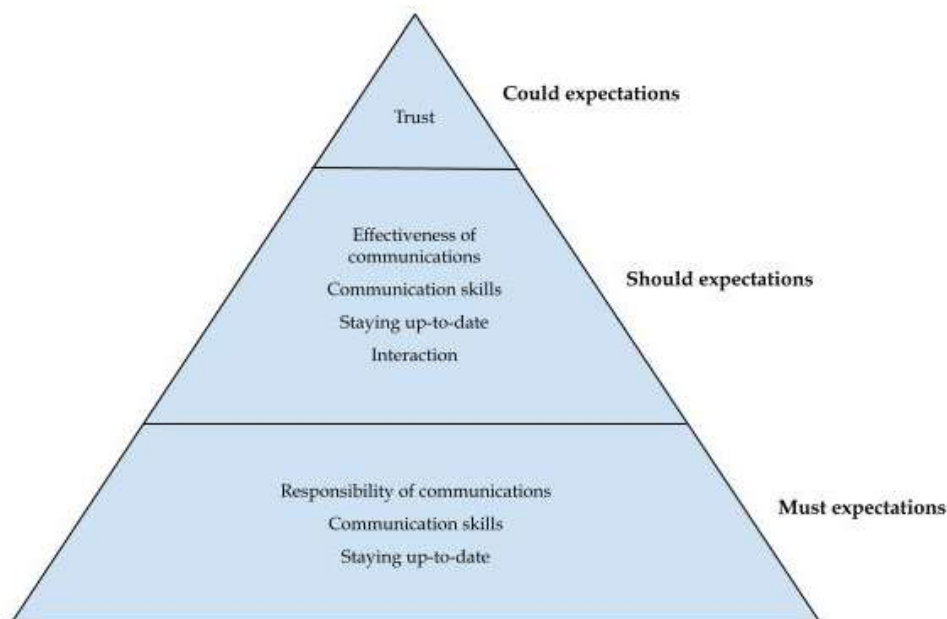 Could expectations
Trust
Effectiveness of
communications
Communication skills
Should expectations
Staying up-to-date
Interaction
Responsibility of communications
Must expectations
Communication skills
Staying up-to-date